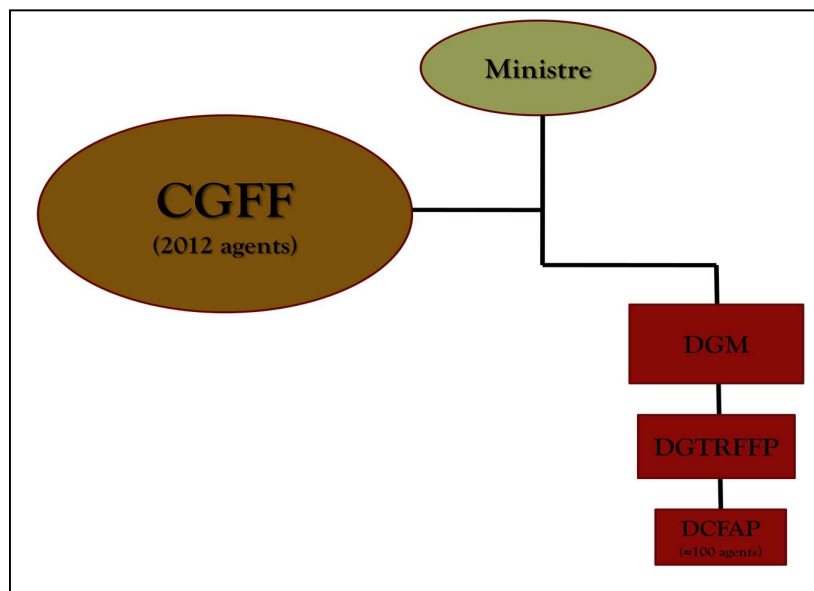 Ministre
CGFF
(2012 agents)
DGM
DGTRFFP
DCFAP
(≈100 agents)